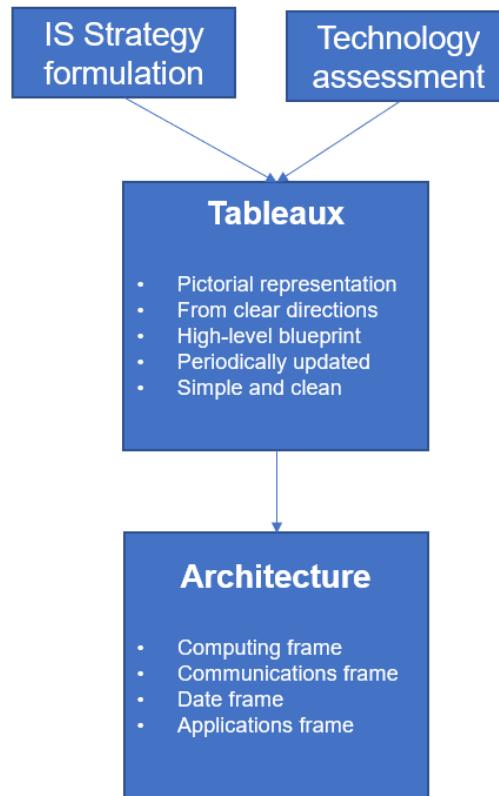 IS Strategy
formulation
Technology
assessment
Tableaux
• Pictorial representation
• From clear directions
• High-level blueprint
• Periodically updated
• Simple and clean
Architecture
• Computing frame
• Communications frame
• Date frame
• Applications frame